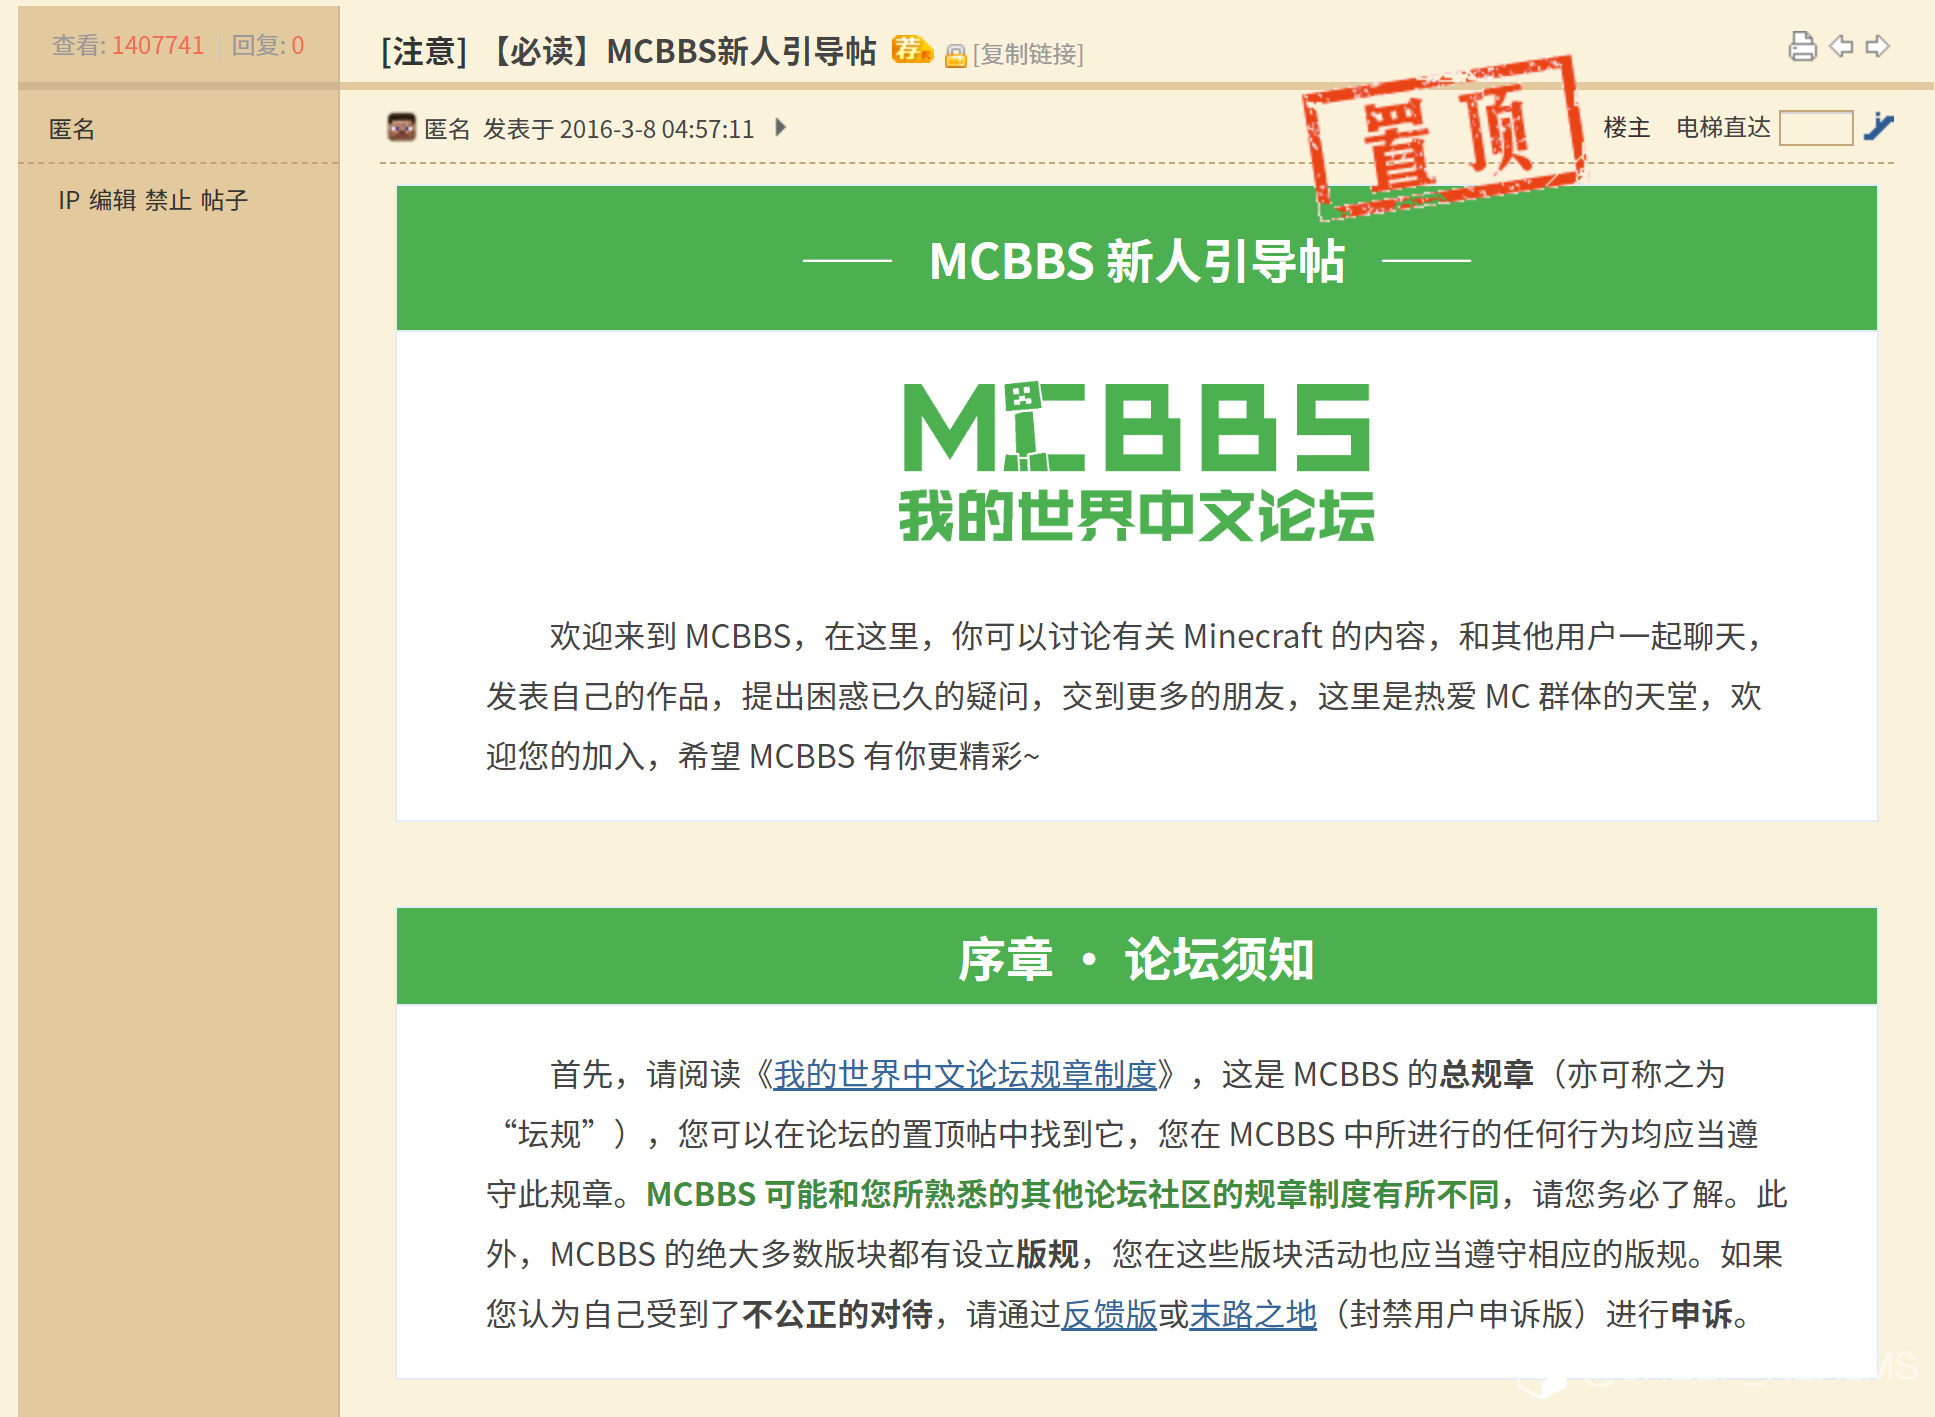 查看: 1407741 | 回复: 0
[注意] 【必读】MCBBS新人引导帖 荐 [复制链接]
匿名
匿名 发表于 2016-3-8 04:57:11
置顶
楼主 电梯直达
IP 编辑 禁止 帖子
MCBBS 新人引导帖
MCBBS
我的世界中文论坛
欢迎来到 MCBBS，在这里，你可以讨论有关 Minecraft 的内容，和其他用户一起聊天，
发表自己的作品，提出困惑已久的疑问，交到更多的朋友，这里是热爱 MC 群体的天堂，欢
迎您的加入，希望 MCBBS 有你更精彩~
序章 • 论坛须知
首先，请阅读《我的世界中文论坛规章制度》，这是 MCBBS 的总规章（亦可称之为
“坛规”），您可以在论坛的置顶帖中找到它，您在 MCBBS 中所进行的任何行为均应当遵
守此规章。MCBBS 可能和您所熟悉的其他论坛社区的规章制度有所不同，请您务必了解。此
外，MCBBS 的绝大多数版块都有设立版规，您在这些版块活动也应当遵守相应的版规。如果
您认为自己受到了不公正的对待，请通过反馈版或末路之地（封禁用户申诉版）进行申诉。